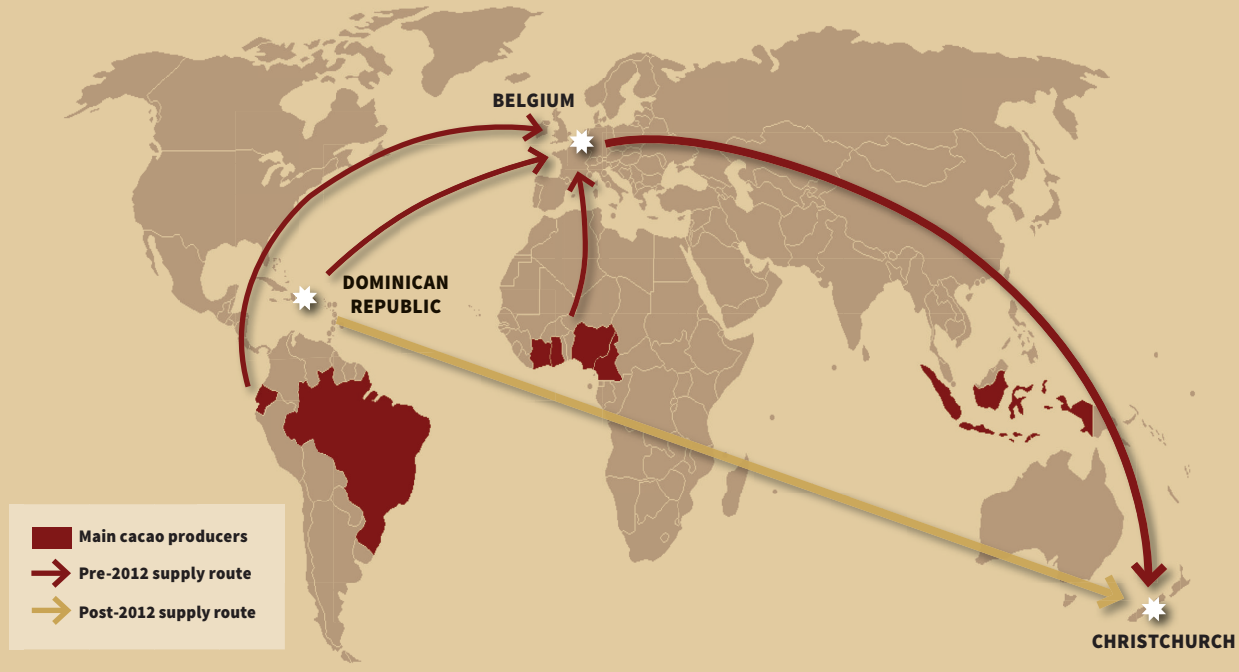 BELGIUM
DOMINICAN
REPUBLIC
Main cacao producers
Pre-2012 supply route
Post-2012 supply route
CHRISTCHURCH